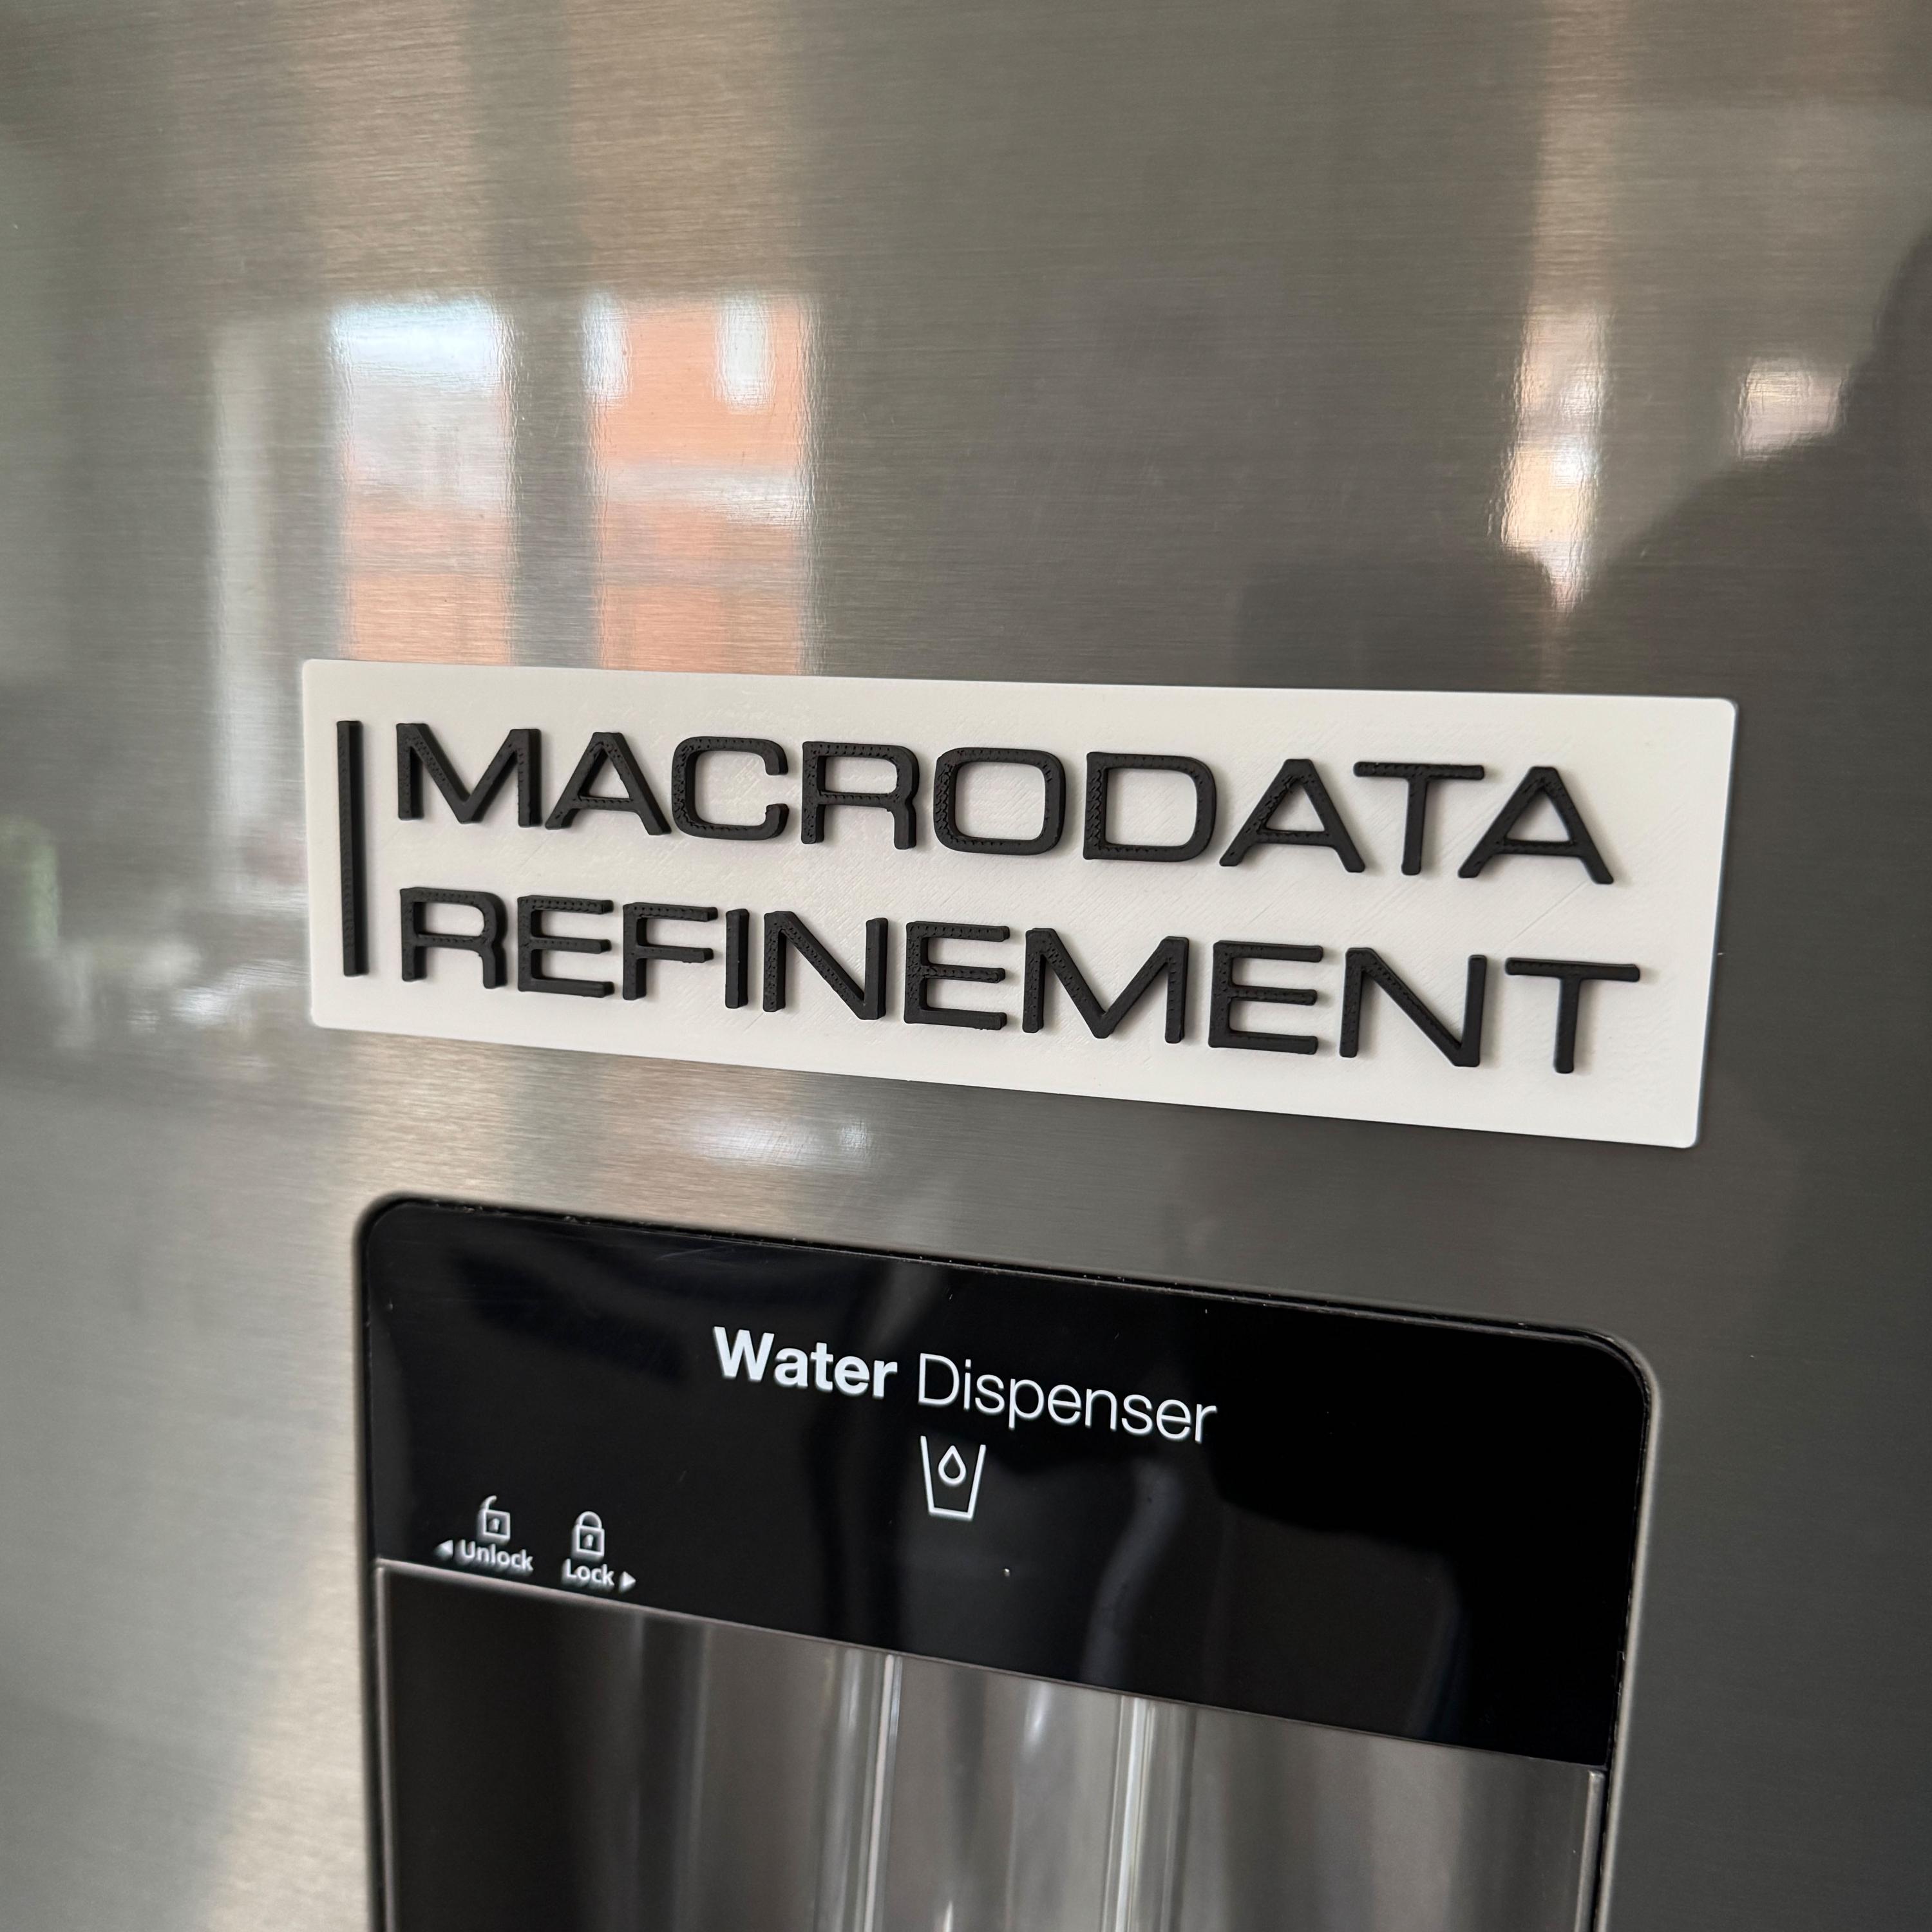 MACRODATA
REFINEMENT
Water Dispenser
Unlock
Lock